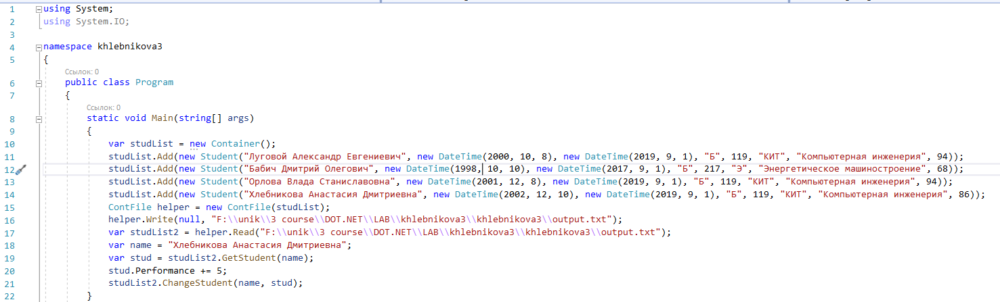 1 using System;
2 using System.IO;
3
4 namespace khlebnikova3
5 {
Ссылок: 0
6 public class Program
7 {
Ссылок: 0
8 static void Main(string[] args)
9 {
10 var studList = new Container();
11 studList.Add(new Student("Луговой Александр Евгениевич", new DateTime(2000, 10, 8), new DateTime(2019, 9, 1), "Б", 119, "КИТ", "Компьютерная инженерия", 94));
12 studList.Add(new Student("Бабич Дмитрий Олегович", new DateTime(1998, 10, 10), new DateTime(2017, 9, 1), "Б", 217, "Э", "Энергетическое машиностроение", 68));
13 studList.Add(new Student("Орлова Влада Станиславовна", new DateTime(2001, 12, 8), new DateTime(2019, 9, 1), "Б", 119, "КИТ", "Компьютерная инженерия", 94));
14 studList.Add(new Student("Хлебникова Анастасия Дмитриевна", new DateTime(2002, 12, 10), new DateTime(2019, 9, 1), "Б", 119, "КИТ", "Компьютерная инженерия", 86));
15 ContFile helper = new ContFile(studList);
16 helper.Write(null, "F:\\unik\\3 course\\DOT.NET\\LAB\\khlebnikova3\\khlebnikova3\\output.txt");
17 var studList2 = helper.Read("F:\\unik\\3 course\\DOT.NET\\LAB\\khlebnikova3\\khlebnikova3\\output.txt");
18 var name = "Хлебникова Анастасия Дмитриевна";
19 var stud = studList2.GetStudent(name);
20 stud.Performance += 5;
21 studList2.ChangeStudent(name, stud);
22 }